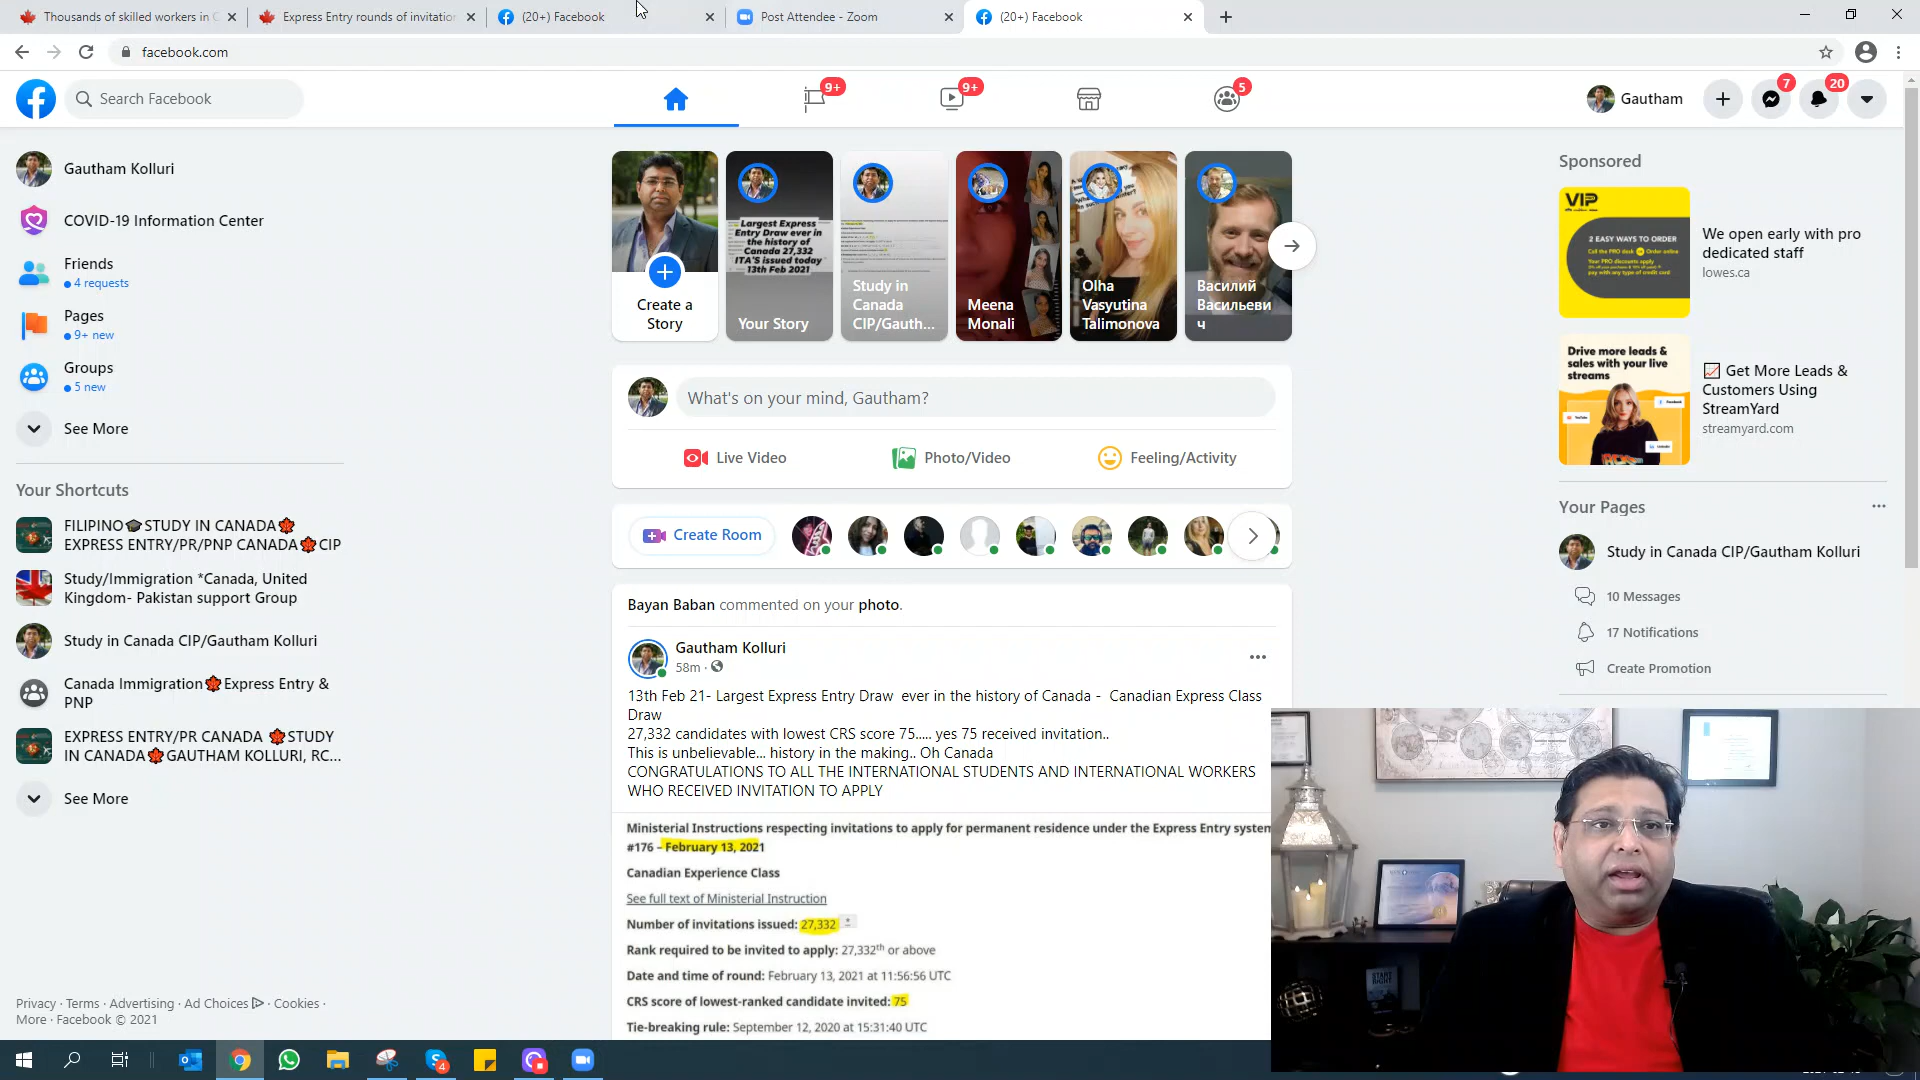 Thousands of skilled workers in C
Express Entry rounds of invitation
(20+) Facebook
Post Attendee - Zoom
(20+) Facebook
facebook.com
Search Facebook
9+
9+
5
Gautham
7
20
Gautham Kolluri
COVID-19 Information Center
Friends
4 requests
Pages
9+ new
Groups
5 new
See More
Your Shortcuts
FILIPINO🎓STUDY IN CANADA🍁
EXPRESS ENTRY/PR/PNP CANADA🍁CIP
Study/Immigration *Canada, United
Kingdom- Pakistan support Group
Study in Canada CIP/Gautham Kolluri
Canada Immigration🍁Express Entry &
PNP
EXPRESS ENTRY/PR CANADA 🍁STUDY
IN CANADA🍁GAUTHAM KOLLURI, RC...
See More
Privacy · Terms · Advertising · Ad Choices · Cookies ·
More · Facebook © 2021
Create a
Story
Largest Express
Entry Draw ever in
the history of
Canada 27,332
ITA'S issued today
13th Feb 2021
Your Story
Study in
Canada
CIP/Gauth...
Meena
Monali
Olha
Vasyutina
Talimonova
Василий
Васильеви
ч
What's on your mind, Gautham?
Live Video
Photo/Video
Feeling/Activity
Create Room
Bayan Baban commented on your photo.
Gautham Kolluri
58m ·
13th Feb 21- Largest Express Entry Draw ever in the history of Canada - Canadian Express Class
Draw
27,332 candidates with lowest CRS score 75..... yes 75 received invitation..
This is unbelievable... history in the making.. Oh Canada
CONGRATULATIONS TO ALL THE INTERNATIONAL STUDENTS AND INTERNATIONAL WORKERS
WHO RECEIVED INVITATION TO APPLY
Ministerial Instructions respecting invitations to apply for permanent residence under the Express Entry system
#176 – February 13, 2021
Canadian Experience Class
See full text of Ministerial Instruction
Number of invitations issued: 27,332
Rank required to be invited to apply: 27,332th or above
Date and time of round: February 13, 2021 at 11:56:56 UTC
CRS score of lowest-ranked candidate invited: 75
Tie-breaking rule: September 12, 2020 at 15:31:40 UTC
Sponsored
VIP
2 EASY WAYS TO ORDER
We open early with pro
dedicated staff
lowes.ca
Drive more leads &
sales with your live
streams
📈 Get More Leads &
Customers Using
StreamYard
streamyard.com
Your Pages
Study in Canada CIP/Gautham Kolluri
10 Messages
17 Notifications
Create Promotion
START
RIGHT
4